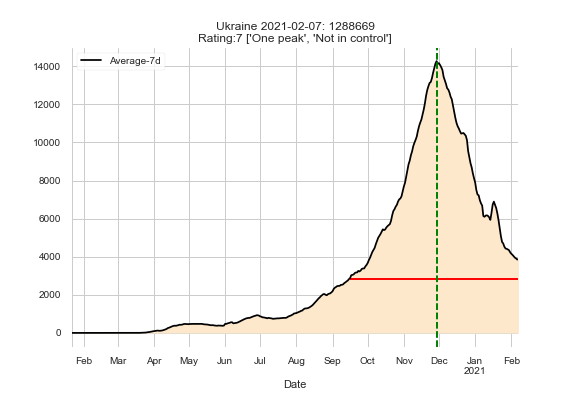 Ukraine 2021-02-07: 1288669
Rating:7 ['One peak', 'Not in control']
Average-7d
14000
12000
10000
8000
6000
4000
2000
0
Feb Mar Apr May Jun Jul Aug Sep Oct Nov Dec Jan Feb
2021
Date